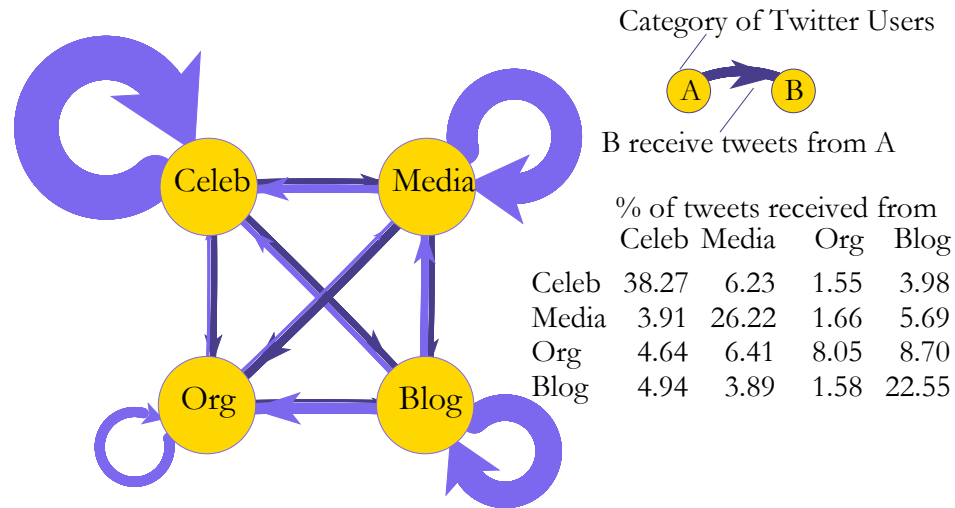 Category of Twitter Users
A
B
B receive tweets from A
Celeb
Media
Org
Blog
% of tweets received from
Celeb Media Org Blog
Celeb 38.27 6.23 1.55 3.98
Media 3.91 26.22 1.66 5.69
Org 4.64 6.41 8.05 8.70
Blog 4.94 3.89 1.58 22.55